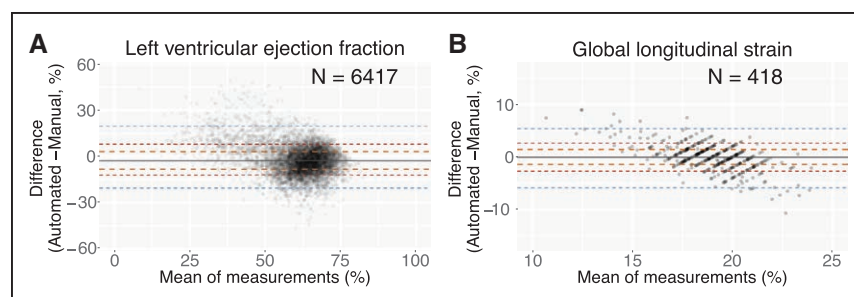 A
Left ventricular ejection fraction
N = 6417
60
30
0
−30
−60
Difference
(Automated −Manual, %)
0 25 50 75 100
Mean of measurements (%)
B
Global longitudinal strain
N = 418
10
0
−10
Difference
(Automated −Manual, %)
10 15 20 25
Mean of measurements (%)